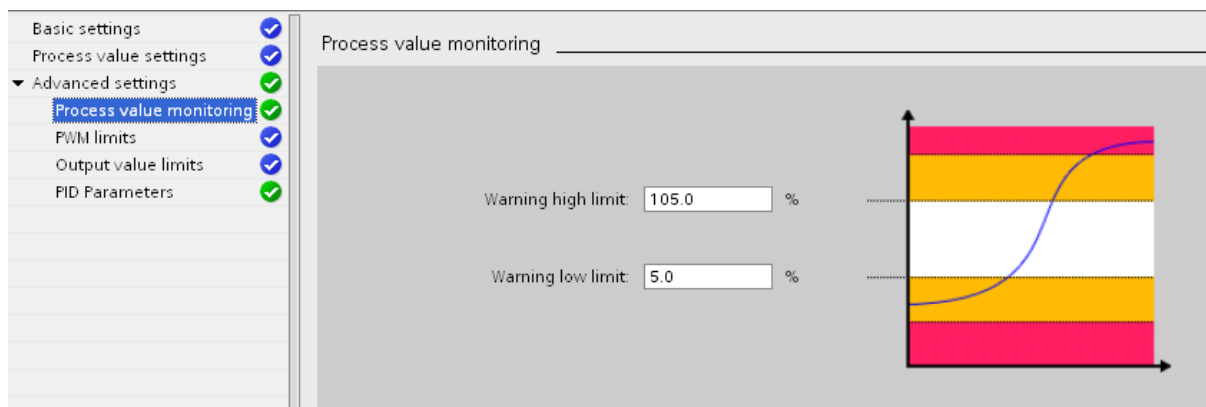 Basic settings
Process value settings
Advanced settings
Process value monitoring
PWM limits
Output value limits
PID Parameters
Process value monitoring
Warning high limit: 105.0 %
Warning low limit: 5.0 %